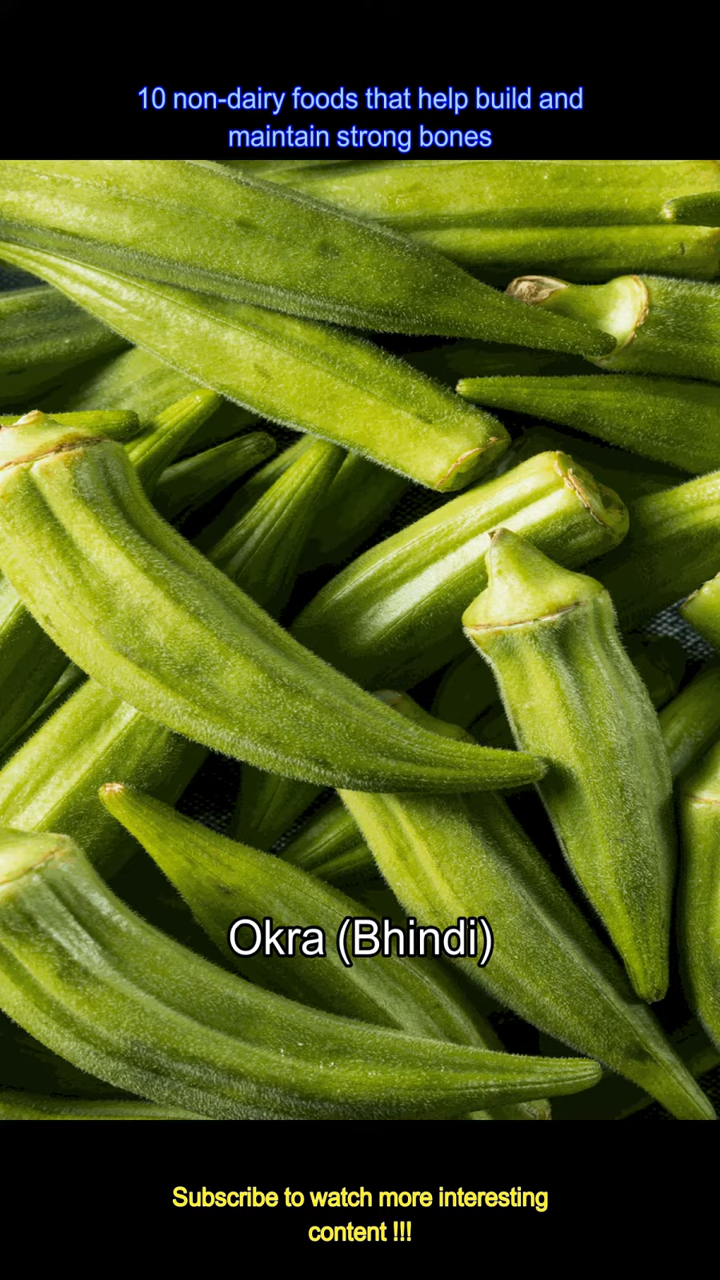 10 non-dairy foods that help build and
maintain strong bones
Okra (Bhindi)
Subscribe to watch more interesting
content !!!